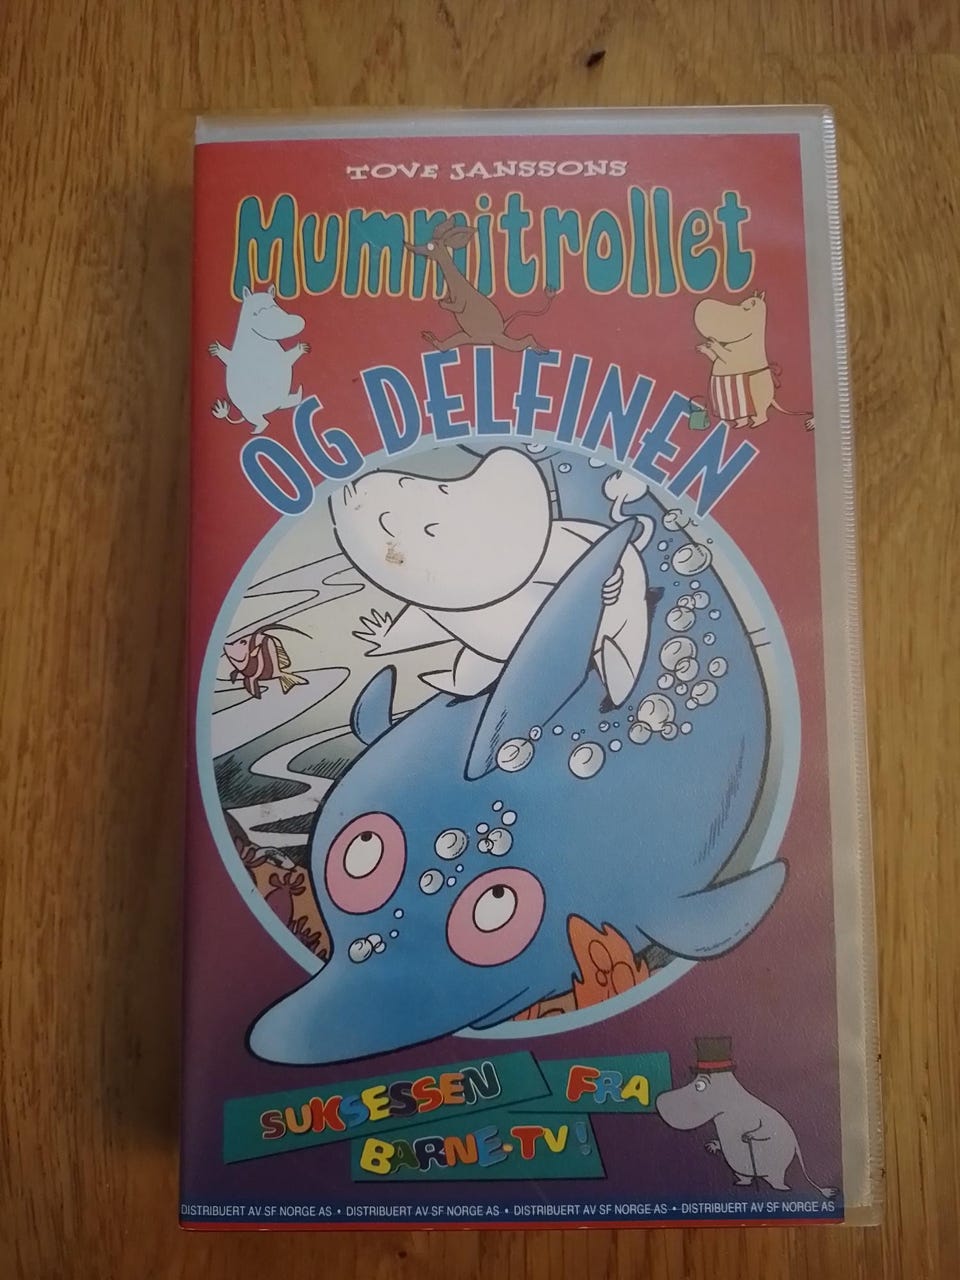 TOVE JANSSONS
Mummitrollet
OG DELFINEN
SUKSESSEN FRA
BARNE-TV!
DISTRIBUERT AV SF NORGE AS • DISTRIBUERT AV SF NORGE AS • DISTRIBUERT AV SF NORGE AS • DISTRIBUERT AV SF NORGE AS